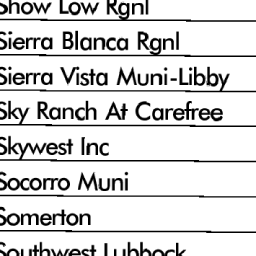 Show Low Rgnl
Sierra Blanca Rgnl
Sierra Vista Muni-Libby
Sky Ranch At Carefree
Skywest Inc
Socorro Muni
Somerton
Southwest Lubbock